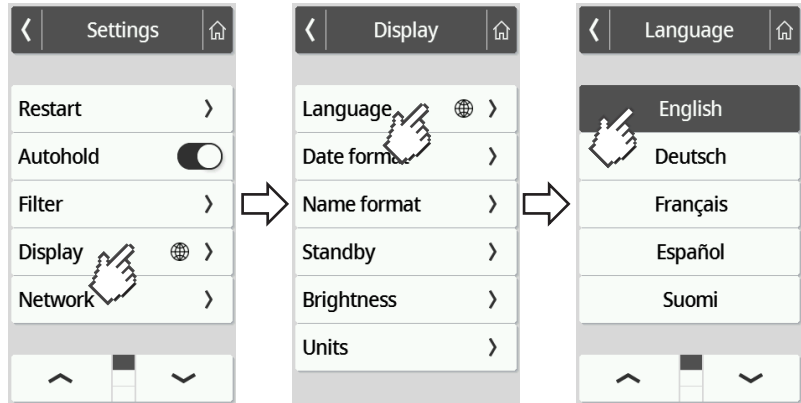 Settings
Restart
Autohold
Filter
Display
Network
Display
Language
Date format
Name format
Standby
Brightness
Units
Language
English
Deutsch
Français
Español
Suomi